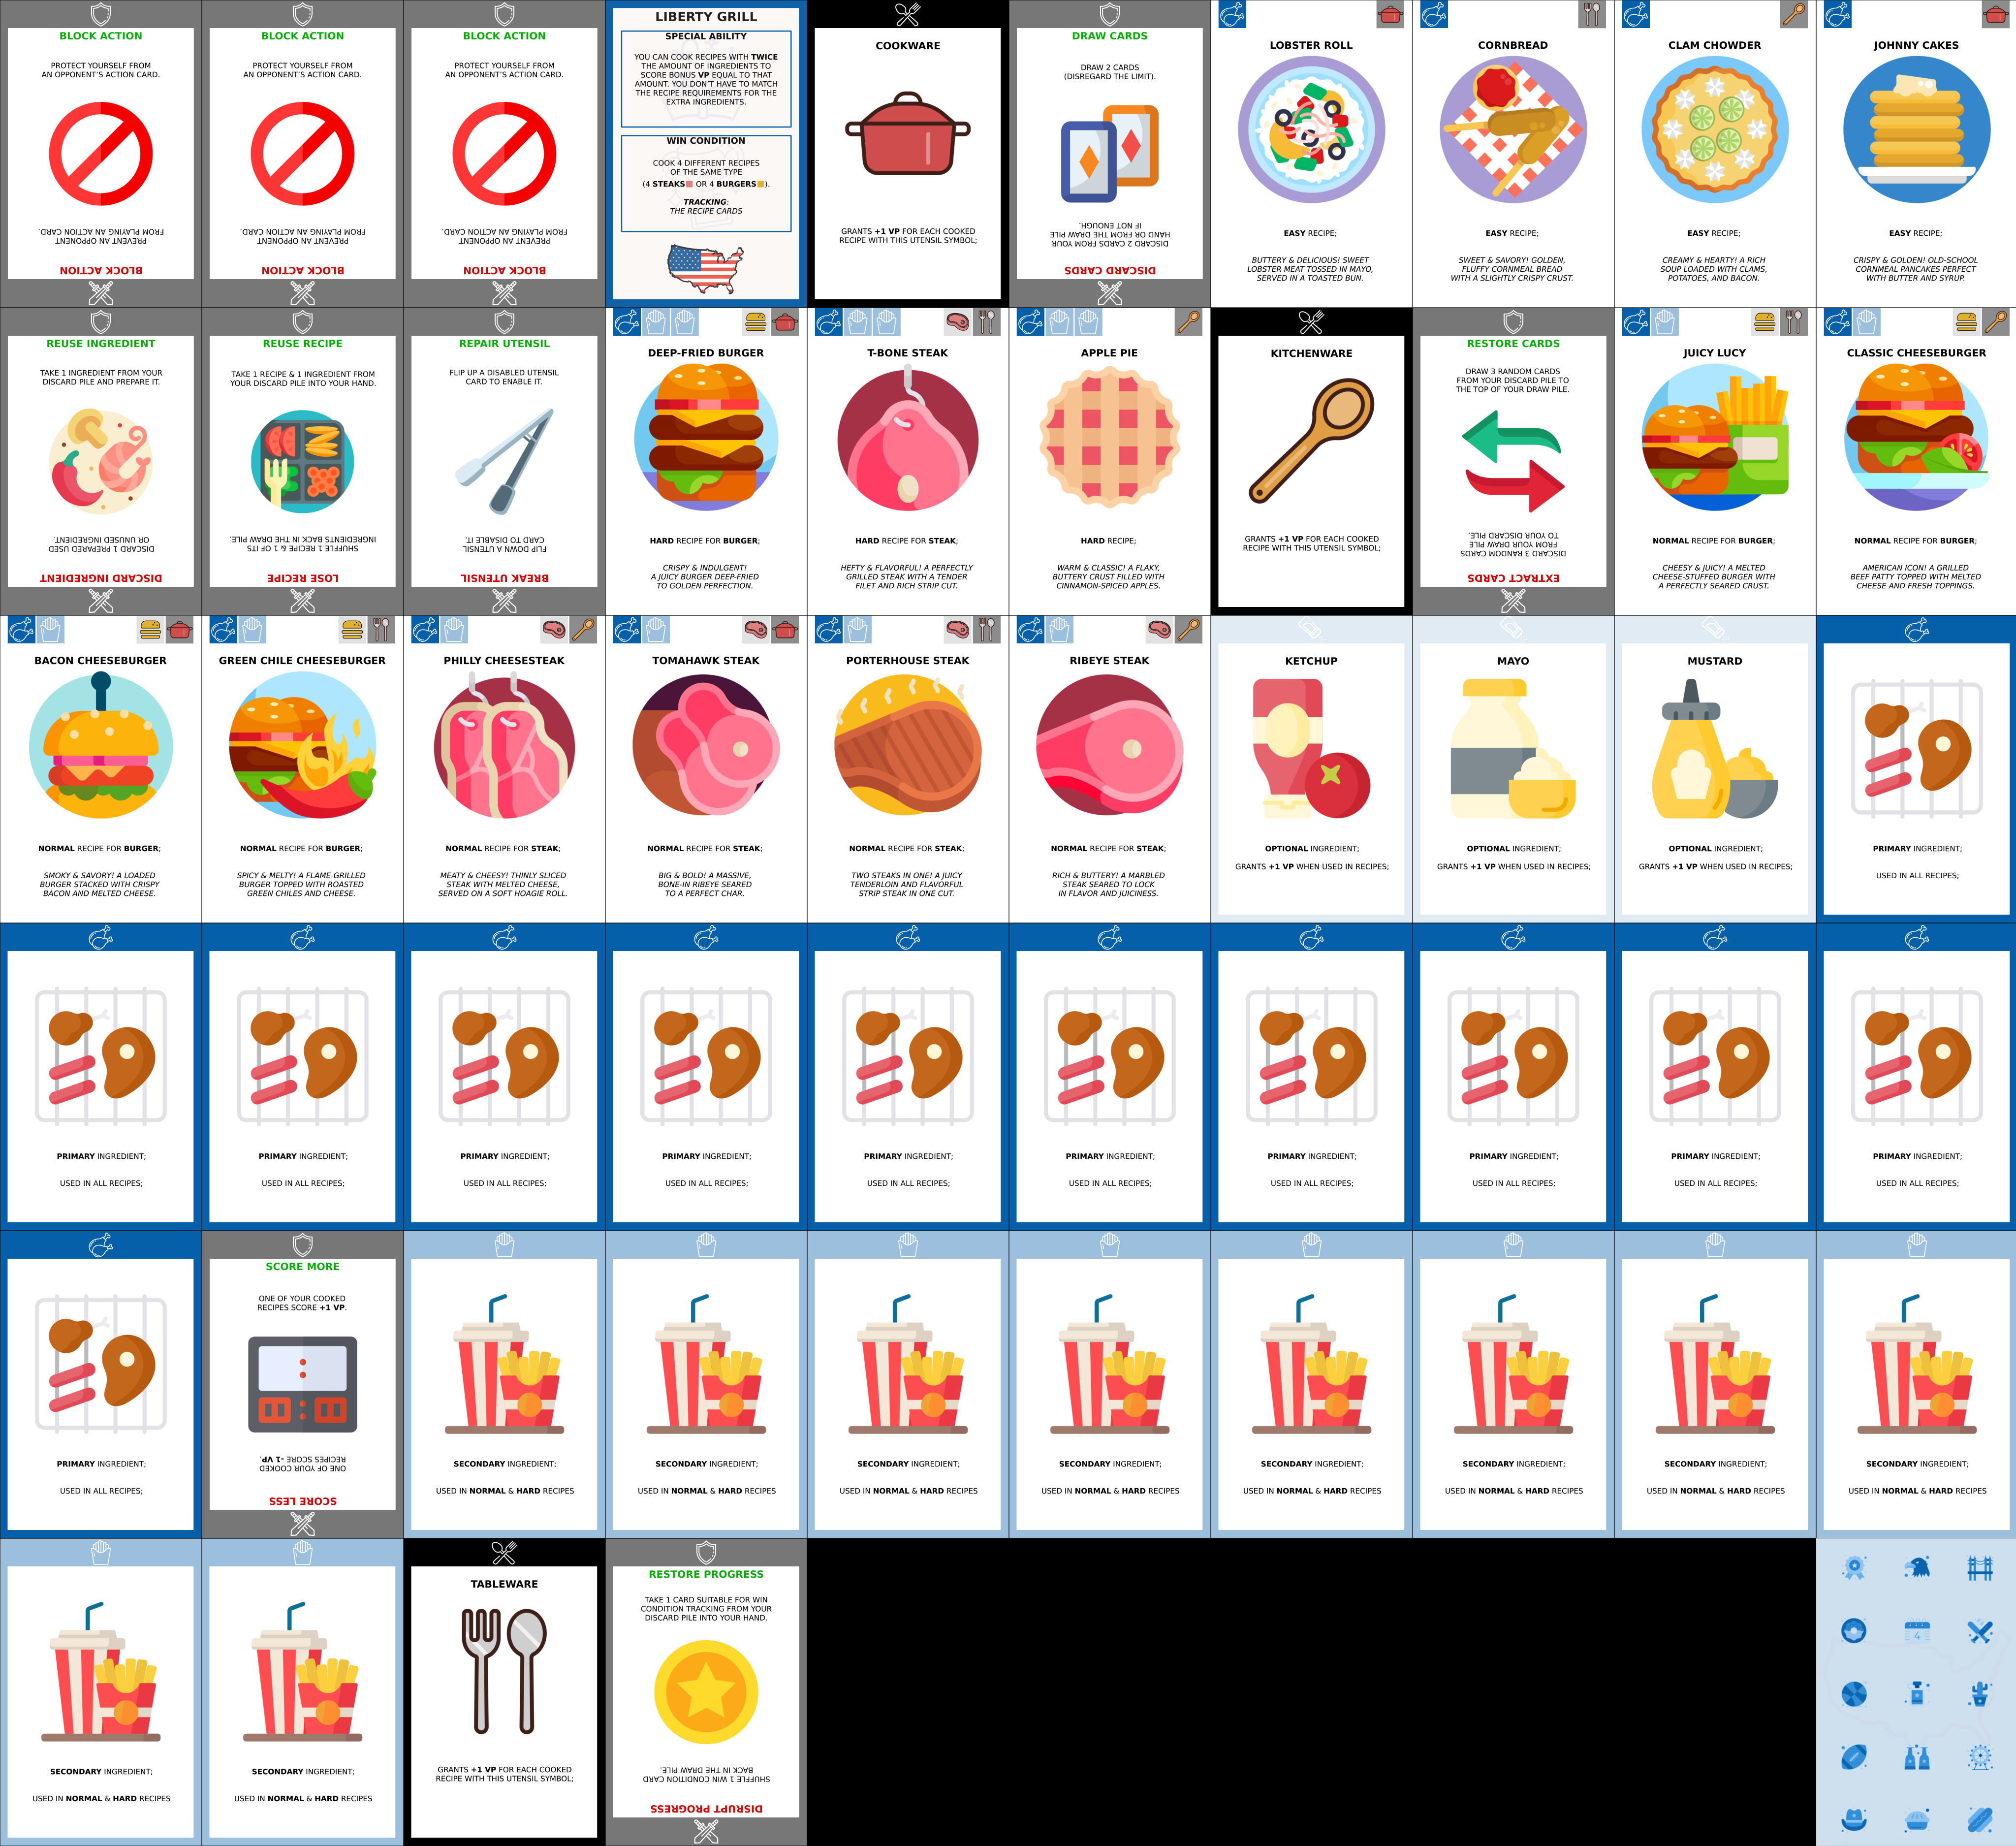 BLOCK ACTION
PROTECT YOURSELF FROM
AN OPPONENT'S ACTION CARD.
BLOCK ACTION
PREVENT AN OPPONENT
FROM PLAYING AN ACTION CARD.
BLOCK ACTION
PROTECT YOURSELF FROM
AN OPPONENT'S ACTION CARD.
BLOCK ACTION
PREVENT AN OPPONENT
FROM PLAYING AN ACTION CARD.
BLOCK ACTION
PROTECT YOURSELF FROM
AN OPPONENT'S ACTION CARD.
BLOCK ACTION
PREVENT AN OPPONENT
FROM PLAYING AN ACTION CARD.
LIBERTY GRILL
SPECIAL ABILITY
YOU CAN COOK RECIPES WITH TWICE
THE AMOUNT OF INGREDIENTS TO
SCORE BONUS VP EQUAL TO THAT
AMOUNT. YOU DON'T HAVE TO MATCH
THE RECIPE REQUIREMENTS FOR THE
EXTRA INGREDIENTS.
WIN CONDITION
COOK 4 DIFFERENT RECIPES
OF THE SAME TYPE
(4 STEAKS OR 4 BURGERS).
TRACKING:
THE RECIPE CARDS
COOKWARE
GRANTS +1 VP FOR EACH COOKED
RECIPE WITH THIS UTENSIL SYMBOL;
DRAW CARDS
DRAW 2 CARDS
(DISREGARD THE LIMIT).
DISCARD CARDS
DISCARD 2 CARDS FROM YOUR
HAND OR FROM THE DRAW PILE
IF NOT ENOUGH.
LOBSTER ROLL
EASY RECIPE;
BUTTERY & DELICIOUS! SWEET
LOBSTER MEAT TOSSED IN MAYO,
SERVED IN A TOASTED BUN.
CORNBREAD
EASY RECIPE;
SWEET & SAVORY! GOLDEN,
FLUFFY CORNMEAL BREAD
WITH A SLIGHTLY CRISPY CRUST.
CLAM CHOWDER
EASY RECIPE;
CREAMY & HEARTY! A RICH
SOUP LOADED WITH CLAMS,
POTATOES, AND BACON.
JOHNNY CAKES
EASY RECIPE;
CRISPY & GOLDEN! OLD-SCHOOL
CORNMEAL PANCAKES PERFECT
WITH BUTTER AND SYRUP.
REUSE INGREDIENT
TAKE 1 INGREDIENT FROM YOUR
DISCARD PILE AND PREPARE IT.
DISCARD INGREDIENT
DISCARD 1 PREPARED USED
OR UNUSED INGREDIENT.
REUSE RECIPE
TAKE 1 RECIPE & 1 INGREDIENT FROM
YOUR DISCARD PILE INTO YOUR HAND.
LOSE RECIPE
SHUFFLE 1 RECIPE & 1 OF ITS
INGREDIENTS BACK IN THE DRAW PILE.
REPAIR UTENSIL
FLIP UP A DISABLED UTENSIL
CARD TO ENABLE IT.
BREAK UTENSIL
FLIP DOWN A UTENSIL
CARD TO DISABLE IT.
DEEP-FRIED BURGER
HARD RECIPE FOR BURGER;
CRISPY & INDULGENT!
A JUICY BURGER DEEP-FRIED
TO GOLDEN PERFECTION.
T-BONE STEAK
HARD RECIPE FOR STEAK;
HEFTY & FLAVORFUL! A PERFECTLY
GRILLED STEAK WITH A TENDER
FILET AND RICH STRIP CUT.
APPLE PIE
HARD RECIPE;
WARM & CLASSIC! A FLAKY,
BUTTERY CRUST FILLED WITH
CINNAMON-SPICED APPLES.
KITCHENWARE
GRANTS +1 VP FOR EACH COOKED
RECIPE WITH THIS UTENSIL SYMBOL;
RESTORE CARDS
DRAW 3 RANDOM CARDS
FROM YOUR DISCARD PILE TO
THE TOP OF YOUR DRAW PILE.
EXTRACT CARDS
DISCARD 3 RANDOM CARDS
FROM YOUR DRAW PILE
TO YOUR DISCARD PILE.
JUICY LUCY
NORMAL RECIPE FOR BURGER;
CHEESY & JUICY! A MELTED
CHEESE-STUFFED BURGER WITH
A PERFECTLY SEARED CRUST.
CLASSIC CHEESEBURGER
NORMAL RECIPE FOR BURGER;
AMERICAN ICON! A GRILLED
BEEF PATTY TOPPED WITH MELTED
CHEESE AND FRESH TOPPINGS.
BACON CHEESEBURGER
NORMAL RECIPE FOR BURGER;
SMOKY & SAVORY! A LOADED
BURGER STACKED WITH CRISPY
BACON AND MELTED CHEESE.
GREEN CHILE CHEESEBURGER
NORMAL RECIPE FOR BURGER;
SPICY & MELTY! A FLAME-GRILLED
BURGER TOPPED WITH ROASTED
GREEN CHILES AND CHEESE.
PHILLY CHEESESTEAK
NORMAL RECIPE FOR STEAK;
MEATY & CHEESY! THINLY SLICED
STEAK WITH MELTED CHEESE,
SERVED ON A SOFT HOAGIE ROLL.
TOMAHAWK STEAK
NORMAL RECIPE FOR STEAK;
BIG & BOLD! A MASSIVE,
BONE-IN RIBEYE SEARED
TO A PERFECT CHAR.
PORTERHOUSE STEAK
NORMAL RECIPE FOR STEAK;
TWO STEAKS IN ONE! A JUICY
TENDERLOIN AND FLAVORFUL
STRIP STEAK IN ONE CUT.
RIBEYE STEAK
NORMAL RECIPE FOR STEAK;
RICH & BUTTERY! A MARBLED
STEAK SEARED TO LOCK
IN FLAVOR AND JUICINESS.
KETCHUP
OPTIONAL INGREDIENT;
GRANTS +1 VP WHEN USED IN RECIPES;
MAYO
OPTIONAL INGREDIENT;
GRANTS +1 VP WHEN USED IN RECIPES;
MUSTARD
OPTIONAL INGREDIENT;
GRANTS +1 VP WHEN USED IN RECIPES;
PRIMARY INGREDIENT;
USED IN ALL RECIPES;
PRIMARY INGREDIENT;
USED IN ALL RECIPES;
PRIMARY INGREDIENT;
USED IN ALL RECIPES;
PRIMARY INGREDIENT;
USED IN ALL RECIPES;
PRIMARY INGREDIENT;
USED IN ALL RECIPES;
PRIMARY INGREDIENT;
USED IN ALL RECIPES;
PRIMARY INGREDIENT;
USED IN ALL RECIPES;
PRIMARY INGREDIENT;
USED IN ALL RECIPES;
PRIMARY INGREDIENT;
USED IN ALL RECIPES;
PRIMARY INGREDIENT;
USED IN ALL RECIPES;
PRIMARY INGREDIENT;
USED IN ALL RECIPES;
PRIMARY INGREDIENT;
USED IN ALL RECIPES;
SCORE MORE
ONE OF YOUR COOKED
RECIPES SCORE +1 VP.
SCORE LESS
ONE OF YOUR COOKED
RECIPES SCORE -1 VP.
SECONDARY INGREDIENT;
USED IN NORMAL & HARD RECIPES
SECONDARY INGREDIENT;
USED IN NORMAL & HARD RECIPES
SECONDARY INGREDIENT;
USED IN NORMAL & HARD RECIPES
SECONDARY INGREDIENT;
USED IN NORMAL & HARD RECIPES
SECONDARY INGREDIENT;
USED IN NORMAL & HARD RECIPES
SECONDARY INGREDIENT;
USED IN NORMAL & HARD RECIPES
SECONDARY INGREDIENT;
USED IN NORMAL & HARD RECIPES
SECONDARY INGREDIENT;
USED IN NORMAL & HARD RECIPES
SECONDARY INGREDIENT;
USED IN NORMAL & HARD RECIPES
SECONDARY INGREDIENT;
USED IN NORMAL & HARD RECIPES
TABLEWARE
GRANTS +1 VP FOR EACH COOKED
RECIPE WITH THIS UTENSIL SYMBOL;
RESTORE PROGRESS
TAKE 1 CARD SUITABLE FOR WIN
CONDITION TRACKING FROM YOUR
DISCARD PILE INTO YOUR HAND.
DISRUPT PROGRESS
SHUFFLE 1 WIN CONDITION CARD
BACK IN THE DRAW PILE.
4